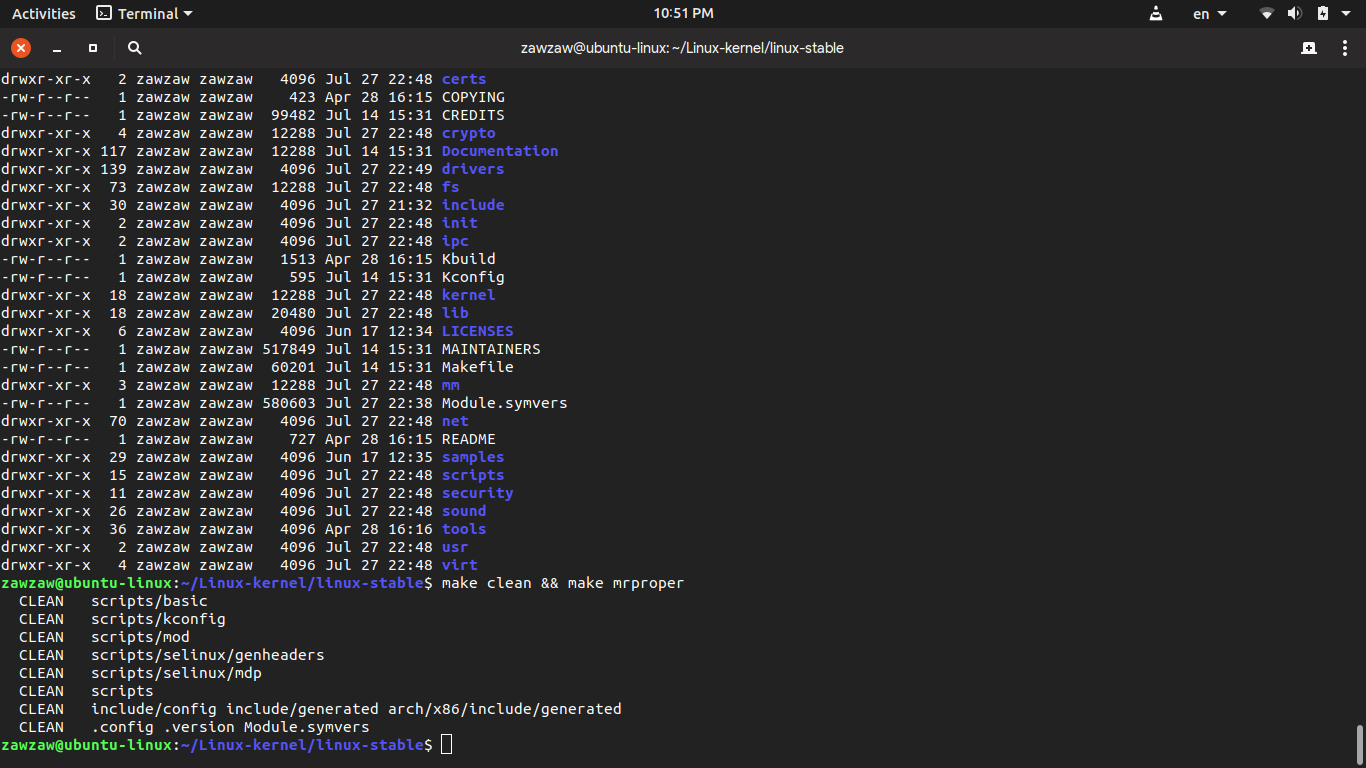 Activities Terminal 10:51 PM en
zawzaw@ubuntu-linux: ~/Linux-kernel/linux-stable
drwxr-xr-x   2 zawzaw zawzaw   4096 Jul 27 22:48 certs
-rw-r--r--   1 zawzaw zawzaw    423 Apr 28 16:15 COPYING
-rw-r--r--   1 zawzaw zawzaw  99482 Jul 14 15:31 CREDITS
drwxr-xr-x   4 zawzaw zawzaw  12288 Jul 27 22:48 crypto
drwxr-xr-x 117 zawzaw zawzaw  12288 Jul 14 15:31 Documentation
drwxr-xr-x 139 zawzaw zawzaw   4096 Jul 27 22:49 drivers
drwxr-xr-x  73 zawzaw zawzaw  12288 Jul 27 22:48 fs
drwxr-xr-x  30 zawzaw zawzaw   4096 Jul 27 21:32 include
drwxr-xr-x   2 zawzaw zawzaw   4096 Jul 27 22:48 init
drwxr-xr-x   2 zawzaw zawzaw   4096 Jul 27 22:48 ipc
-rw-r--r--   1 zawzaw zawzaw   1513 Apr 28 16:15 Kbuild
-rw-r--r--   1 zawzaw zawzaw    595 Jul 14 15:31 Kconfig
drwxr-xr-x  18 zawzaw zawzaw  12288 Jul 27 22:48 kernel
drwxr-xr-x  18 zawzaw zawzaw  20480 Jul 27 22:48 lib
drwxr-xr-x   6 zawzaw zawzaw   4096 Jun 17 12:34 LICENSES
-rw-r--r--   1 zawzaw zawzaw 517849 Jul 14 15:31 MAINTAINERS
-rw-r--r--   1 zawzaw zawzaw  60201 Jul 14 15:31 Makefile
drwxr-xr-x   3 zawzaw zawzaw  12288 Jul 27 22:48 mm
-rw-r--r--   1 zawzaw zawzaw 580603 Jul 27 22:38 Module.symvers
drwxr-xr-x  70 zawzaw zawzaw   4096 Jul 27 22:48 net
-rw-r--r--   1 zawzaw zawzaw    727 Apr 28 16:15 README
drwxr-xr-x  29 zawzaw zawzaw   4096 Jun 17 12:35 samples
drwxr-xr-x  15 zawzaw zawzaw   4096 Jul 27 22:48 scripts
drwxr-xr-x  11 zawzaw zawzaw   4096 Jul 27 22:48 security
drwxr-xr-x  26 zawzaw zawzaw   4096 Jul 27 22:48 sound
drwxr-xr-x  36 zawzaw zawzaw   4096 Apr 28 16:16 tools
drwxr-xr-x   2 zawzaw zawzaw   4096 Jul 27 22:48 usr
drwxr-xr-x   4 zawzaw zawzaw   4096 Jul 27 22:48 virt
zawzaw@ubuntu-linux:~/Linux-kernel/linux-stable$ make clean && make mrproper
  CLEAN   scripts/basic
  CLEAN   scripts/kconfig
  CLEAN   scripts/mod
  CLEAN   scripts/selinux/genheaders
  CLEAN   scripts/selinux/mdp
  CLEAN   scripts
  CLEAN   include/config include/generated arch/x86/include/generated
  CLEAN   .config .version Module.symvers
zawzaw@ubuntu-linux:~/Linux-kernel/linux-stable$